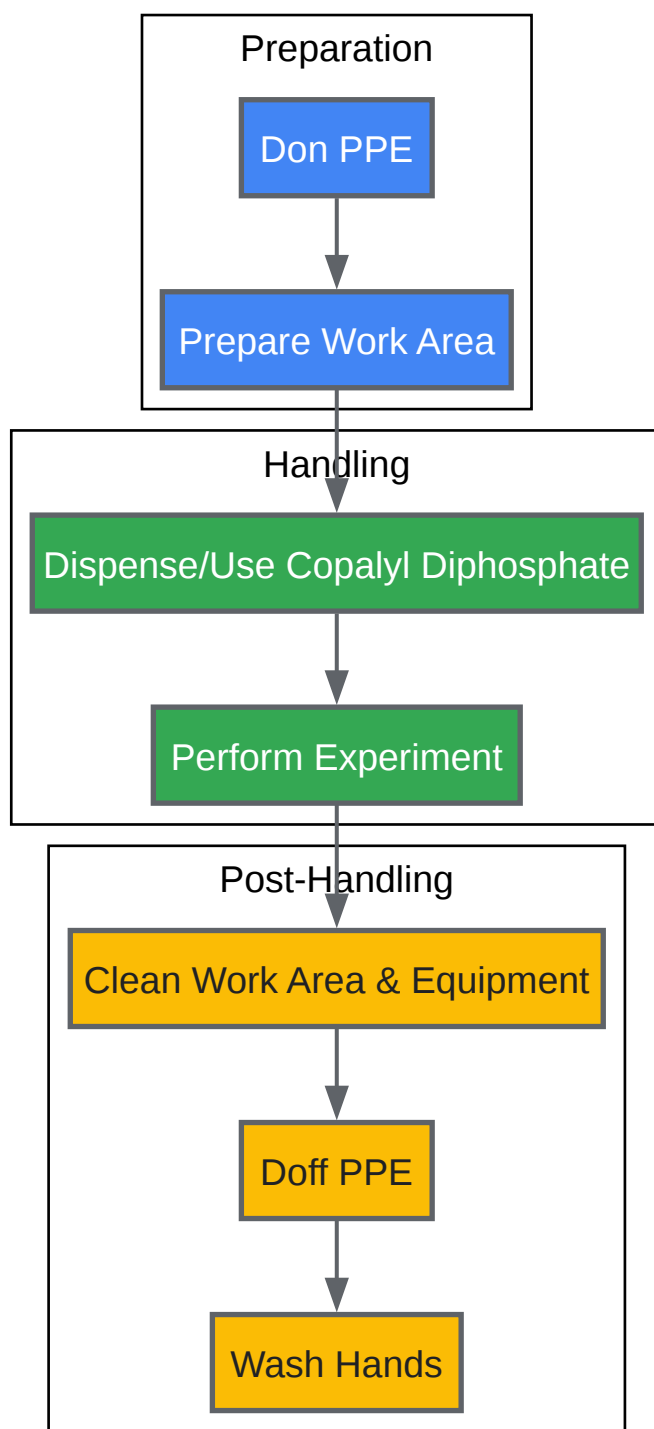 Preparation
Don PPE
Prepare Work Area
Handling
Dispense/Use Copalyl Diphosphate
Perform Experiment
Post-Handling
Clean Work Area & Equipment
Doff PPE
Wash Hands